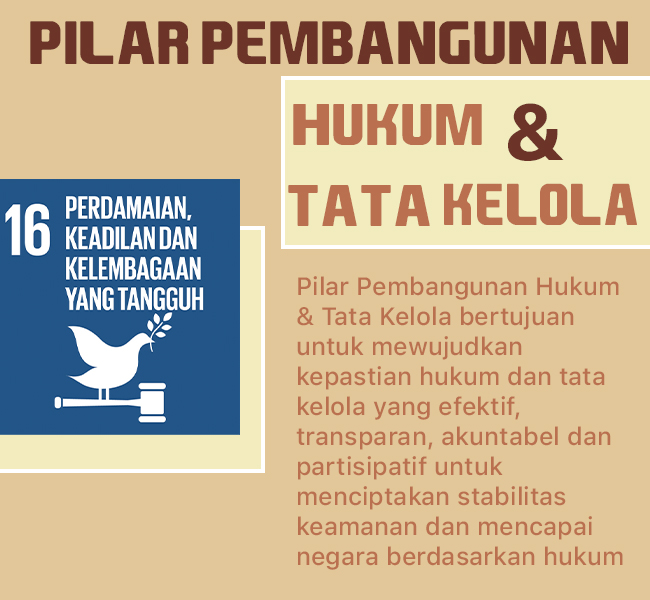 PILAR PEMBANGUNAN
HUKUM &
TATA KELOLA
16 PERDAMAIAN,
KEADILAN DAN
KELEMBAGAAN
YANG TANGGUH
Pilar Pembangunan Hukum
& Tata Kelola bertujuan
untuk mewujudkan
kepastian hukum dan tata
kelola yang efektif,
transparan, akuntabel dan
partisipatif untuk
menciptakan stabilitas
keamanan dan mencapai
negara berdasarkan hukum